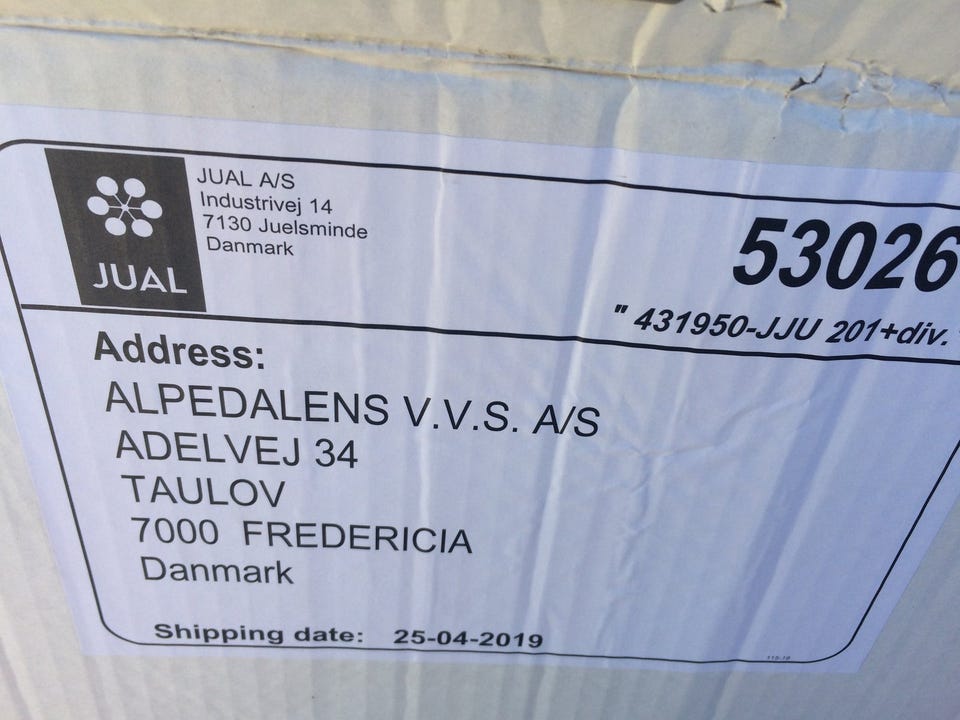 JUAL
JUAL A/S
Industrivej 14
7130 Juelsminde
Danmark
53026
" 431950-JJU 201+div.
Address:
ALPEDALENS V.V.S. A/S
ADELVEJ 34
TAULOV
7000 FREDERICIA
Danmark
Shipping date: 25-04-2019